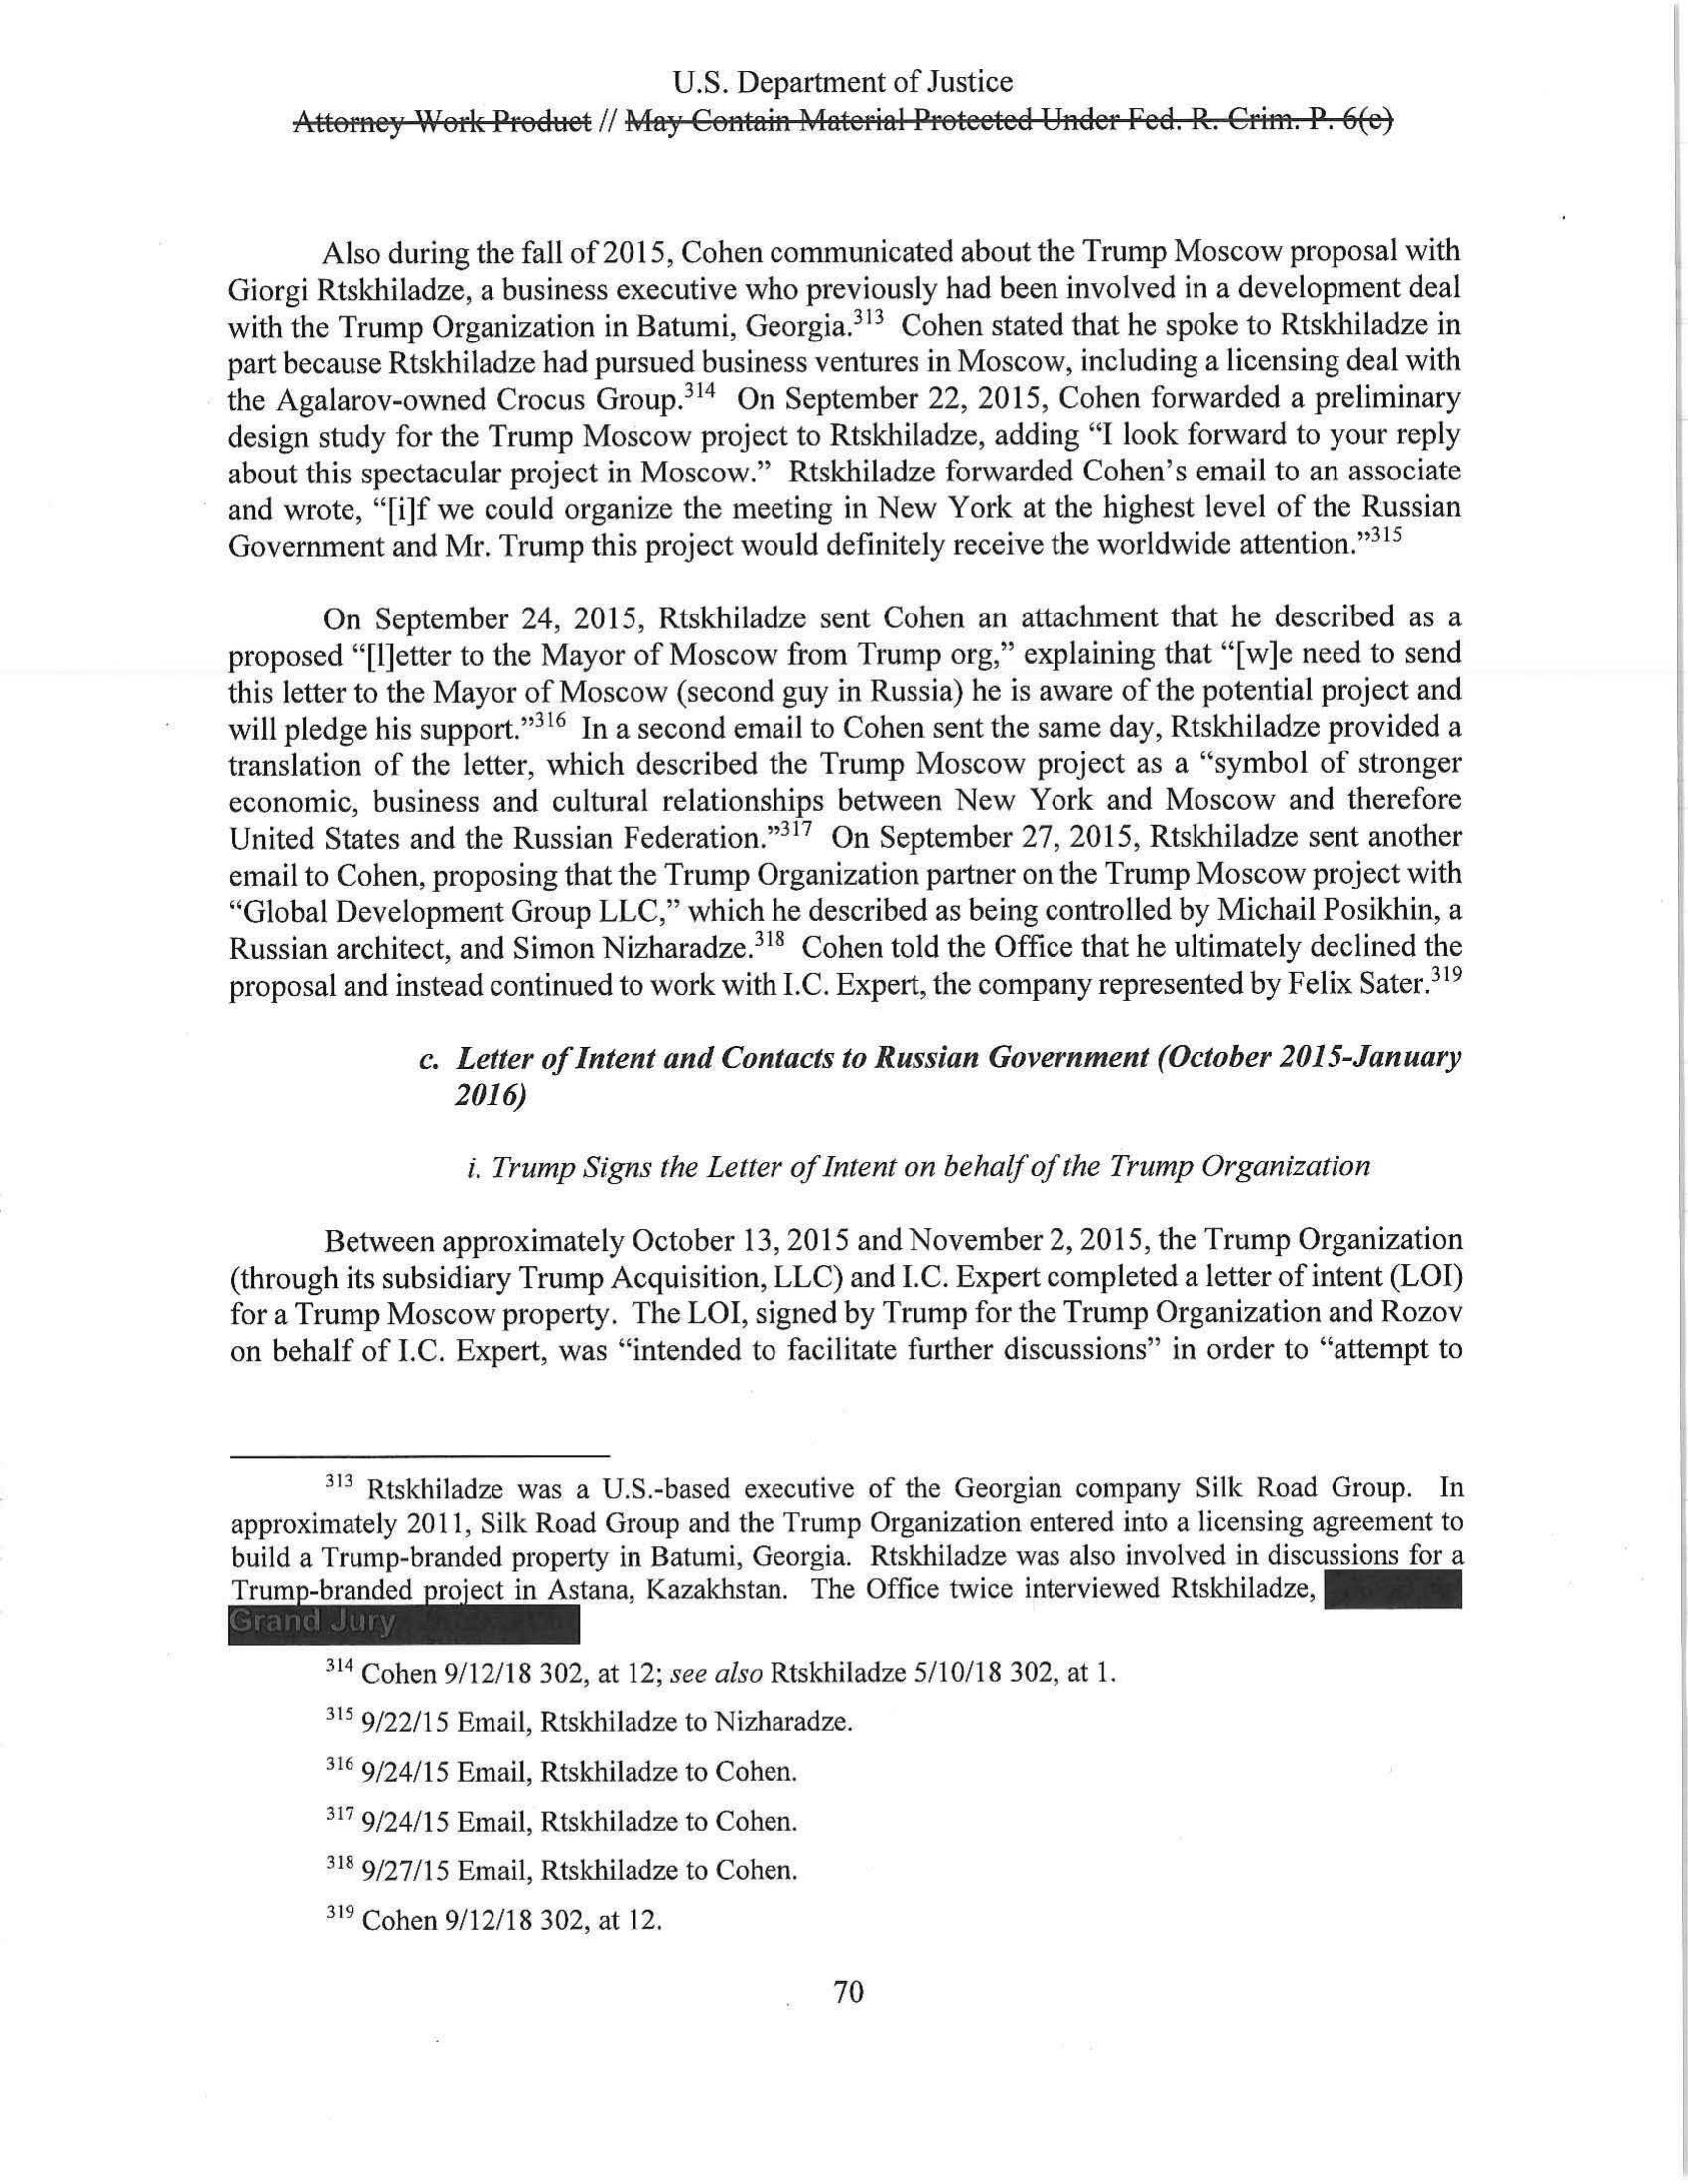 U.S. Department of Justice
Attorney Work Product // May Contain Material Protected Under Fed. R. Crim. P. 6(e)
Also during the fall of 2015, Cohen communicated about the Trump Moscow proposal with
Giorgi Rtskhiladze, a business executive who previously had been involved in a development deal
with the Trump Organization in Batumi, Georgia.313 Cohen stated that he spoke to Rtskhiladze in
part because Rtskhiladze had pursued business ventures in Moscow, including a licensing deal with
the Agalarov-owned Crocus Group.314 On September 22, 2015, Cohen forwarded a preliminary
design study for the Trump Moscow project to Rtskhiladze, adding “I look forward to your reply
about this spectacular project in Moscow.” Rtskhiladze forwarded Cohen’s email to an associate
and wrote, “[i]f we could organize the meeting in New York at the highest level of the Russian
Government and Mr. Trump this project would definitely receive the worldwide attention.”315
On September 24, 2015, Rtskhiladze sent Cohen an attachment that he described as a
proposed “[l]etter to the Mayor of Moscow from Trump org,” explaining that “[w]e need to send
this letter to the Mayor of Moscow (second guy in Russia) he is aware of the potential project and
will pledge his support.”316 In a second email to Cohen sent the same day, Rtskhiladze provided a
translation of the letter, which described the Trump Moscow project as a “symbol of stronger
economic, business and cultural relationships between New York and Moscow and therefore
United States and the Russian Federation.”317 On September 27, 2015, Rtskhiladze sent another
email to Cohen, proposing that the Trump Organization partner on the Trump Moscow project with
“Global Development Group LLC,” which he described as being controlled by Michail Posikhin, a
Russian architect, and Simon Nizharadze.318 Cohen told the Office that he ultimately declined the
proposal and instead continued to work with I.C. Expert, the company represented by Felix Sater.319
c. Letter of Intent and Contacts to Russian Government (October 2015-January
2016)
i. Trump Signs the Letter of Intent on behalf of the Trump Organization
Between approximately October 13, 2015 and November 2, 2015, the Trump Organization
(through its subsidiary Trump Acquisition, LLC) and I.C. Expert completed a letter of intent (LOI)
for a Trump Moscow property. The LOI, signed by Trump for the Trump Organization and Rozov
on behalf of I.C. Expert, was “intended to facilitate further discussions” in order to “attempt to
313 Rtskhiladze was a U.S.-based executive of the Georgian company Silk Road Group. In
approximately 2011, Silk Road Group and the Trump Organization entered into a licensing agreement to
build a Trump-branded property in Batumi, Georgia. Rtskhiladze was also involved in discussions for a
Trump-branded project in Astana, Kazakhstan. The Office twice interviewed Rtskhiladze,
Grand Jury
314 Cohen 9/12/18 302, at 12; see also Rtskhiladze 5/10/18 302, at 1.
315 9/22/15 Email, Rtskhiladze to Nizharadze.
316 9/24/15 Email, Rtskhiladze to Cohen.
317 9/24/15 Email, Rtskhiladze to Cohen.
318 9/27/15 Email, Rtskhiladze to Cohen.
319 Cohen 9/12/18 302, at 12.
70